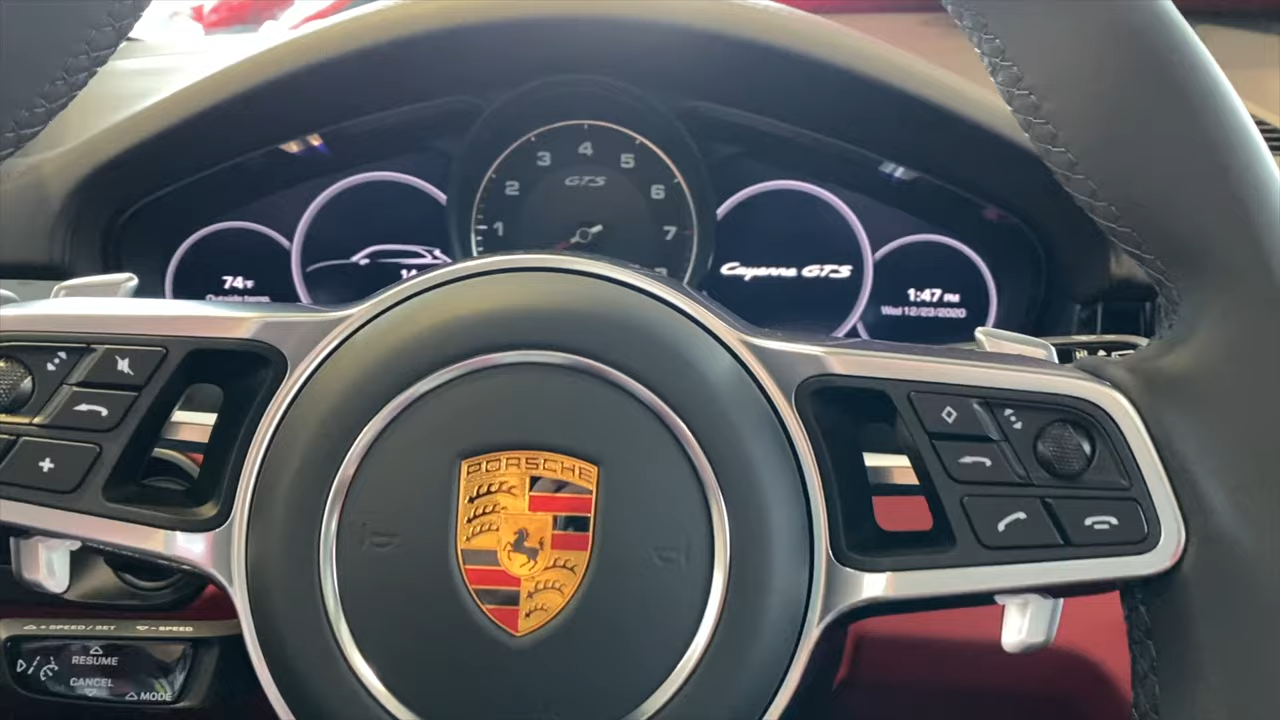 4
3
5
GTS
2
6
1
7
Cayenne GTS
74°F
Outside temp.
14
1:47 PM
Wed 12/23/2020
PORSCHE
+SPEED/SET
-SPEED
RESUME
CANCEL
MODE